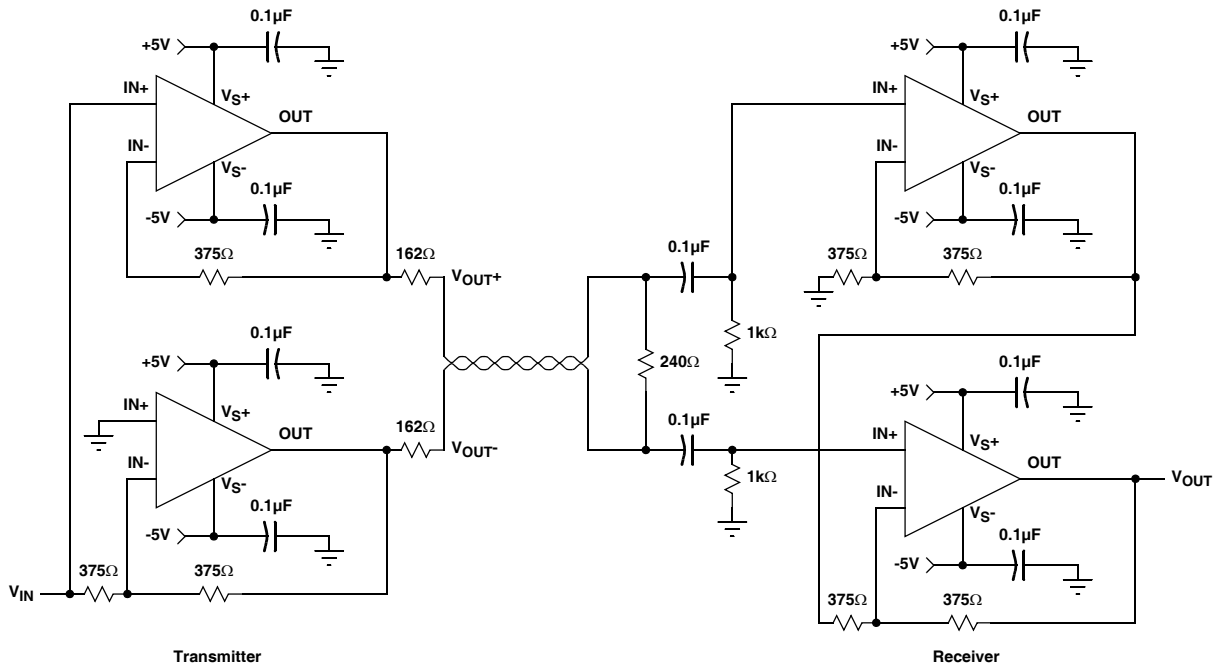 0.1µF
+5V
IN+
VS+
OUT
IN-
VS-
0.1µF
-5V
375Ω
162Ω
VOUT+
0.1µF
+5V
IN+
VS+
OUT
162Ω
VOUT-
IN-
VS-
0.1µF
-5V
375Ω
375Ω
VIN
Transmitter
0.1µF
1kΩ
240Ω
0.1µF
1kΩ
0.1µF
+5V
IN+
VS+
OUT
IN-
VS-
0.1µF
-5V
375Ω
375Ω
0.1µF
+5V
IN+
VS+
OUT
VOUT
IN-
VS-
0.1µF
-5V
375Ω
375Ω
Receiver